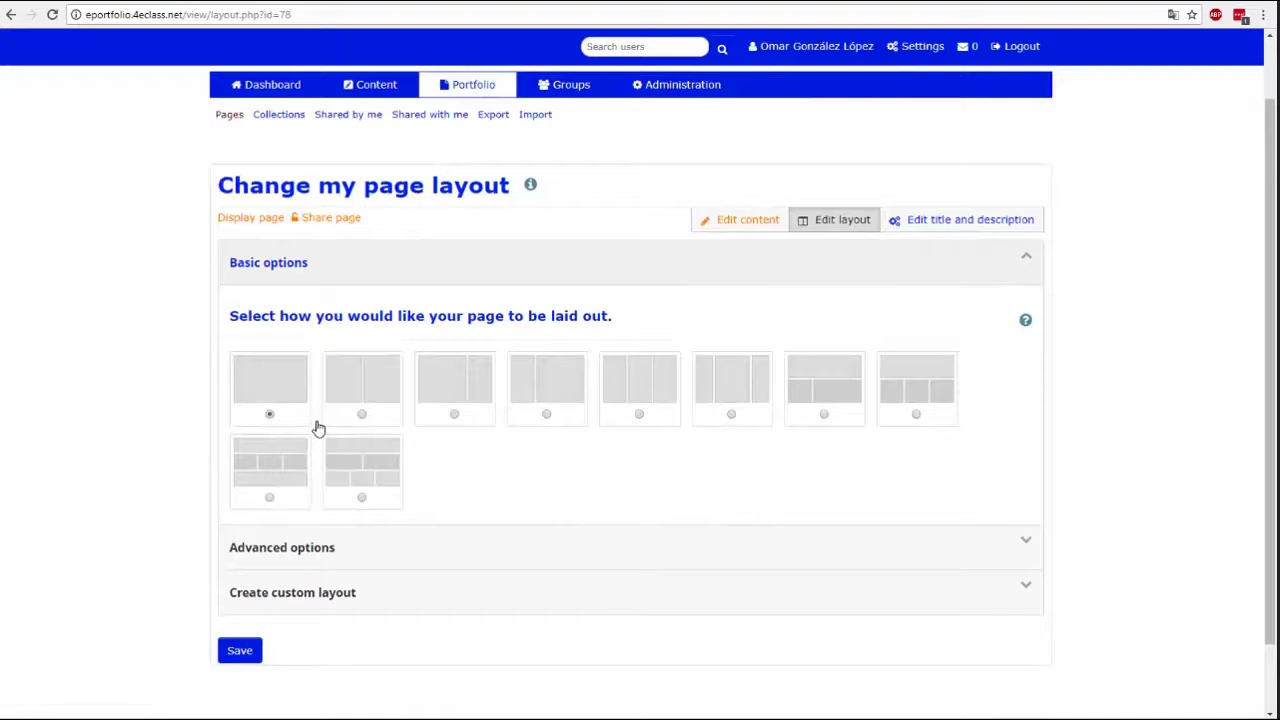 eportfolio.4eclass.net/view/layout.php?id=78
ABP
1
Search users
Omar González López
Settings
0
Logout
Dashboard
Content
Portfolio
Groups
Administration
Pages
Collections
Shared by me
Shared with me
Export
Import
Change my page layout
Display page
Share page
Edit content
Edit layout
Edit title and description
Basic options
Select how you would like your page to be laid out.
Advanced options
Create custom layout
Save